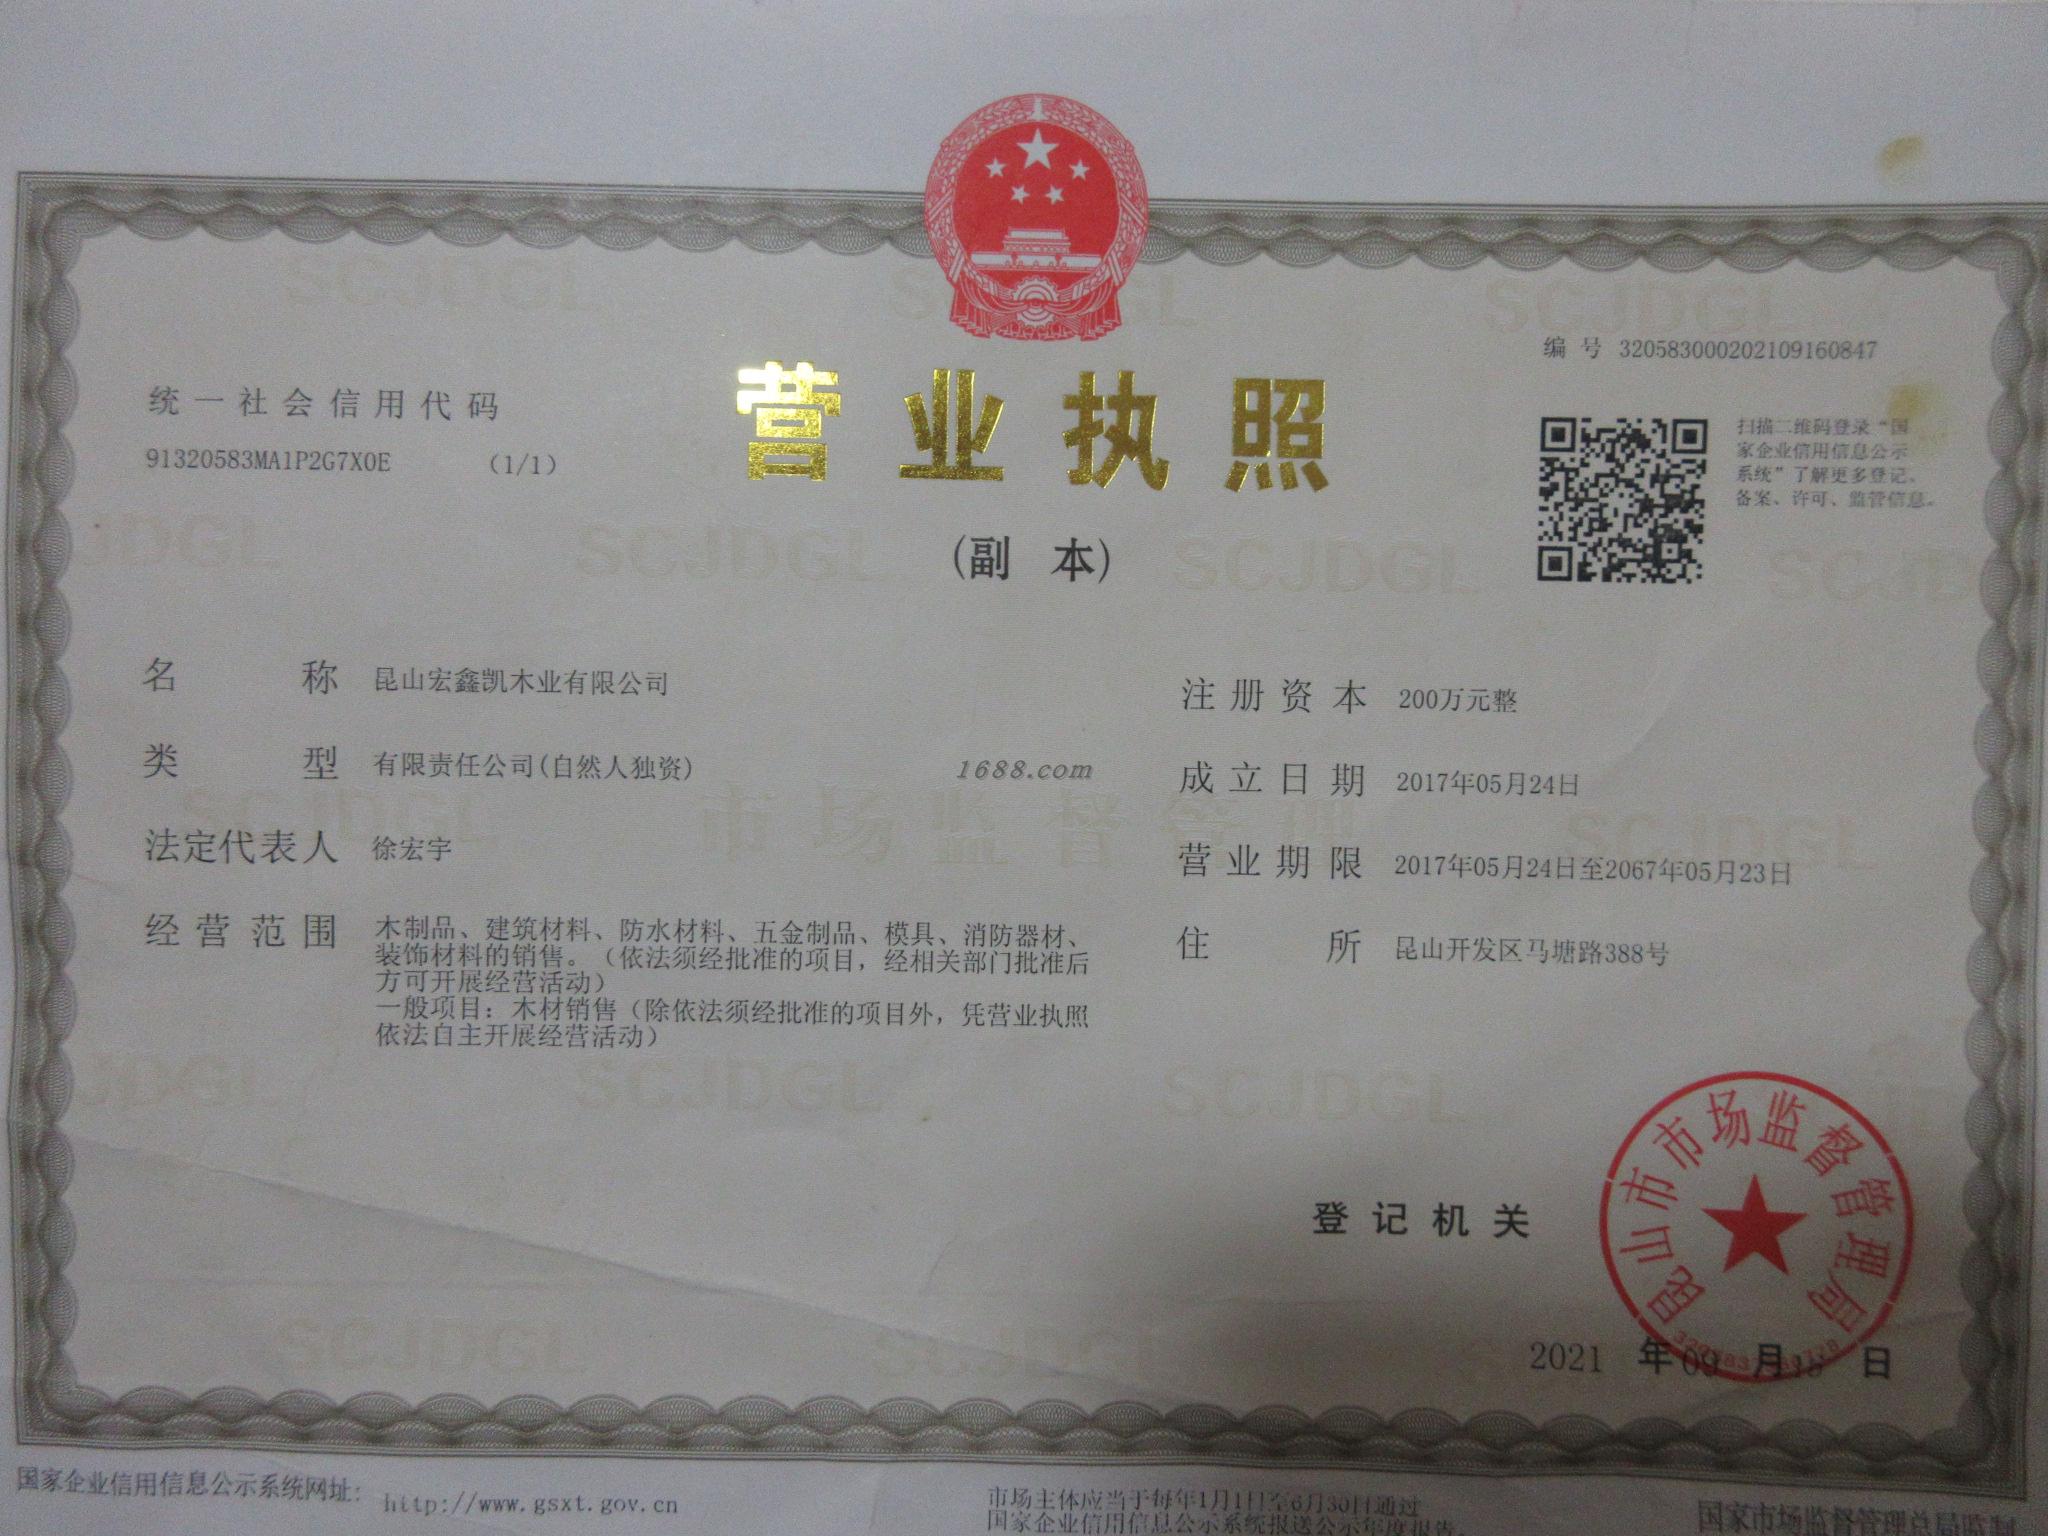 编 号 320583000202109160847
统一社会信用代码
91320583MA1P2G7X0E （1/1）
营业执照
(副 本)
扫描二维码登录“国
家企业信用信息公示
系统”了解更多登记、
备案、许可、监管信息。
名 称 昆山宏鑫凯木业有限公司
类 型 有限责任公司(自然人独资)
法定代表人 徐宏宇
经营范围 木制品、建筑材料、防水材料、五金制品、模具、消防器材、
装饰材料的销售。（依法须经批准的项目，经相关部门批准后
方可开展经营活动）
一般项目：木材销售（除依法须经批准的项目外，凭营业执照
依法自主开展经营活动）
1688.com
注册资本 200万元整
成立日期 2017年05月24日
营业期限 2017年05月24日至2067年05月23日
住 所 昆山开发区马塘路388号
登记机关
昆山市市场监督管理局
2021 年 09 月 日
国家企业信用信息公示系统网址： http://www.gsxt.gov.cn
市场主体应当于每年1月1日至6月30日通过
国家企业信用信息公示系统报送公示年度报告。
国家市场监督管理总局监制